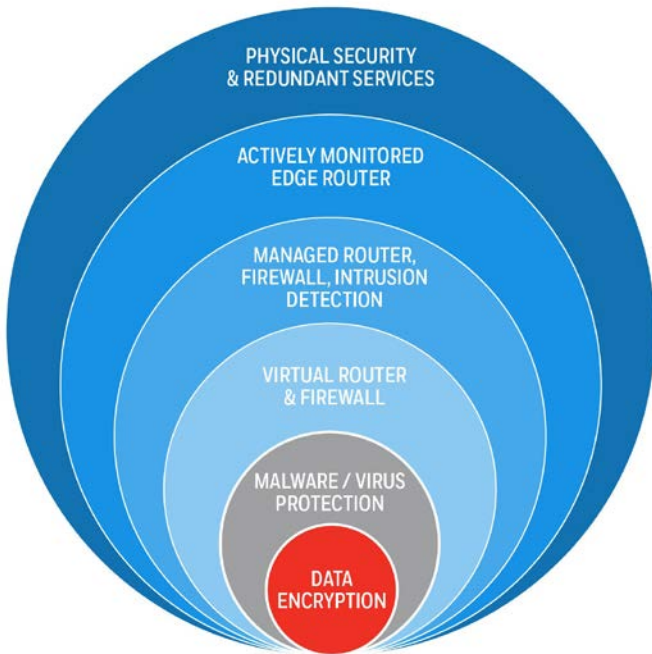 PHYSICAL SECURITY
& REDUNDANT SERVICES
ACTIVELY MONITORED
EDGE ROUTER
MANAGED ROUTER,
FIREWALL, INTRUSION
DETECTION
VIRTUAL ROUTER
& FIREWALL
MALWARE / VIRUS
PROTECTION
DATA
ENCRYPTION